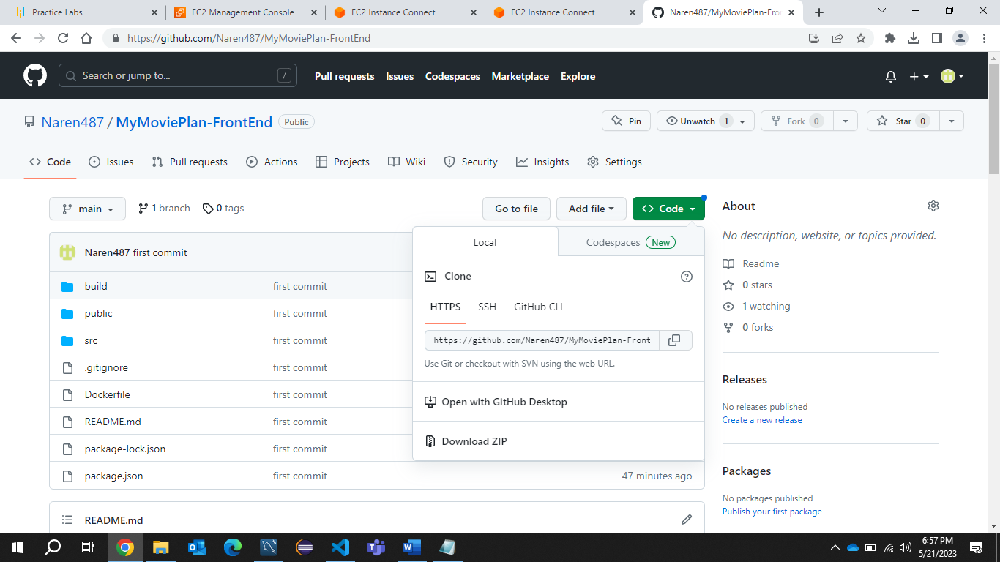 Practice Labs
EC2 Management Console
EC2 Instance Connect
EC2 Instance Connect
Naren487/MyMoviePlan-Fron
https://github.com/Naren487/MyMoviePlan-FrontEnd
Search or jump to...
/
Pull requests
Issues
Codespaces
Marketplace
Explore
Naren487 / MyMoviePlan-FrontEnd
Public
Pin
Unwatch 1
Fork 0
Star 0
Code
Issues
Pull requests
Actions
Projects
Wiki
Security
Insights
Settings
main
1 branch
0 tags
Go to file
Add file
Code
Naren487 first commit
build first commit
public first commit
src first commit
.gitignore first commit
Dockerfile first commit
README.md first commit
package-lock.json first commit
package.json first commit 47 minutes ago
README.md
Local
Codespaces New
Clone
HTTPS
SSH
GitHub CLI
https://github.com/Naren487/MyMoviePlan-Front
Use Git or checkout with SVN using the web URL.
Open with GitHub Desktop
Download ZIP
About
No description, website, or topics provided.
Readme
0 stars
1 watching
0 forks
Releases
No releases published
Create a new release
Packages
No packages published
Publish your first package
6:57 PM
5/21/2023